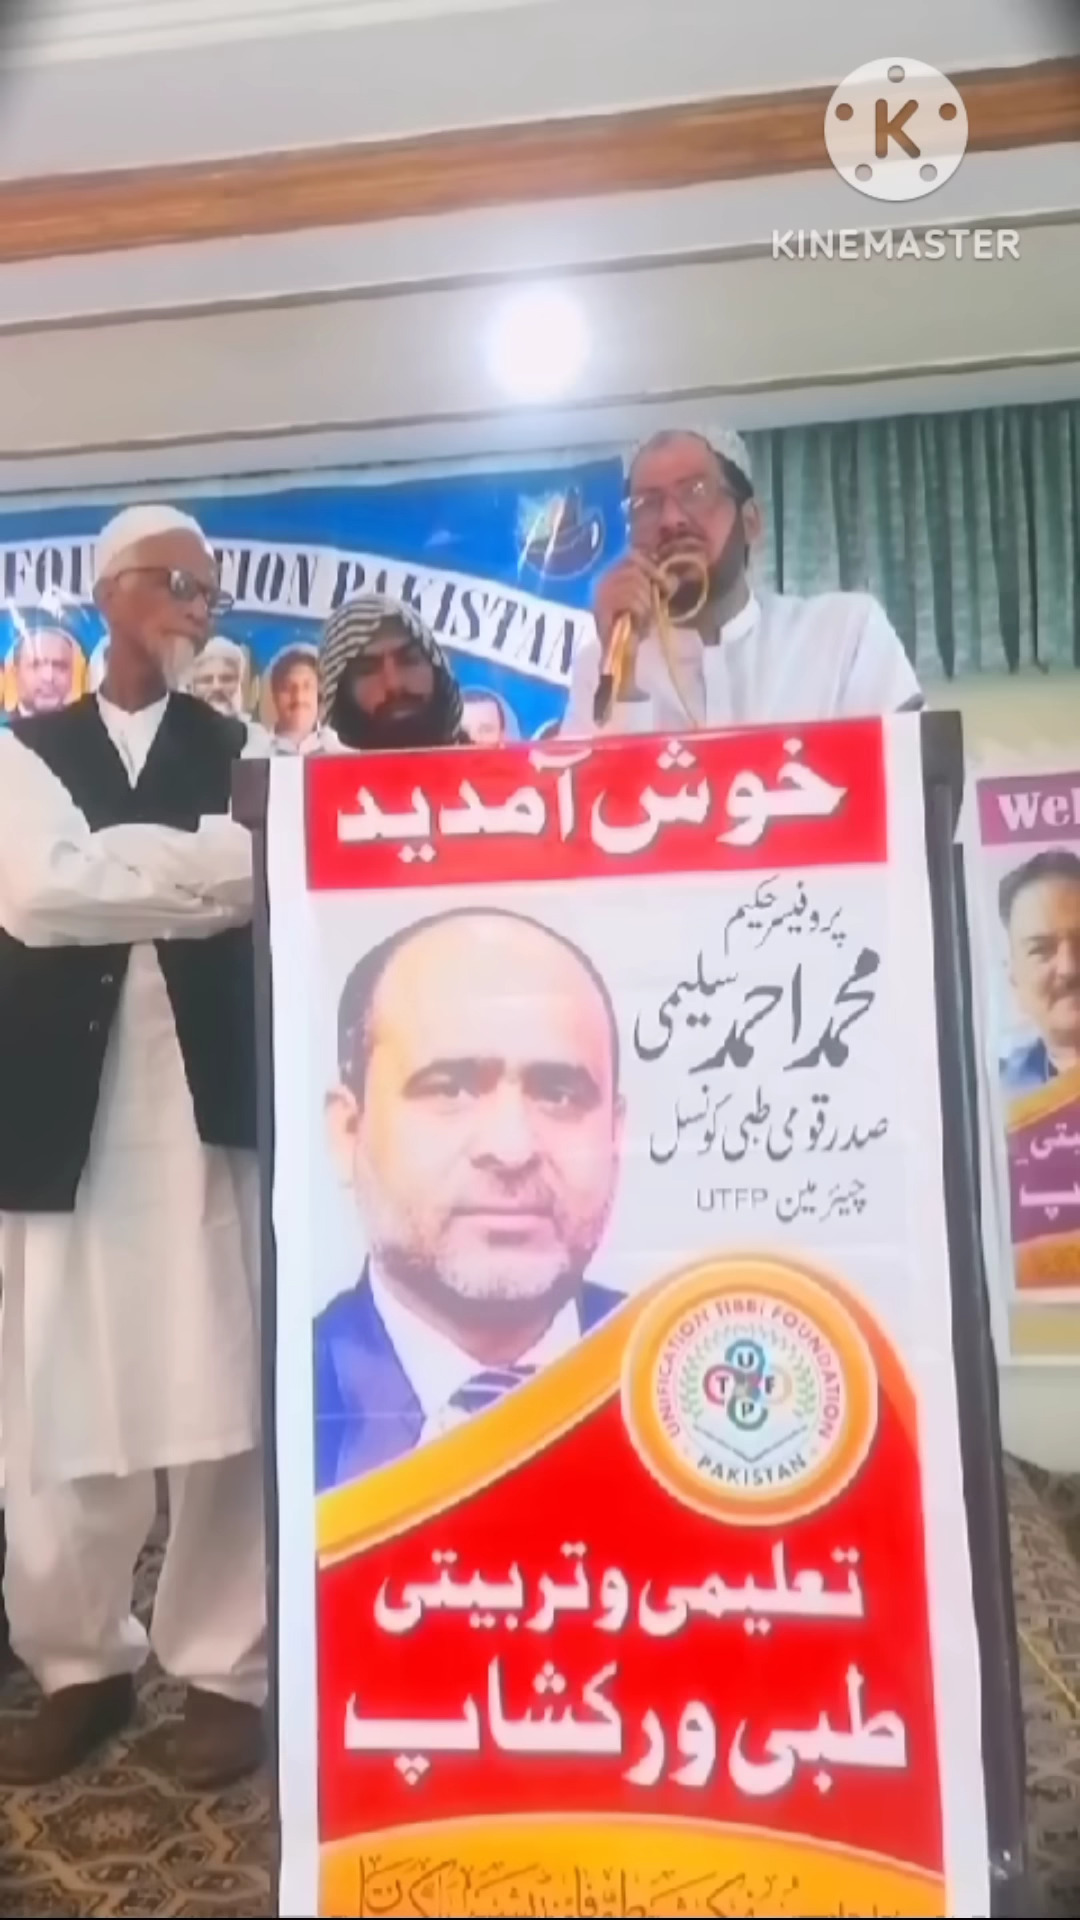 KINEMASTER
FOUNDATION PAKISTAN
خوش آمدید
پروفیسر حکیم
محمد احمد سلیمی
صدر قومی طبی کونسل
چیئرمین UTFP
UNIFICATION TIBBI FOUNDATION
U T F P
PAKISTAN
تعلیمی و تربیتی
طبی ورکشاپ
Wel